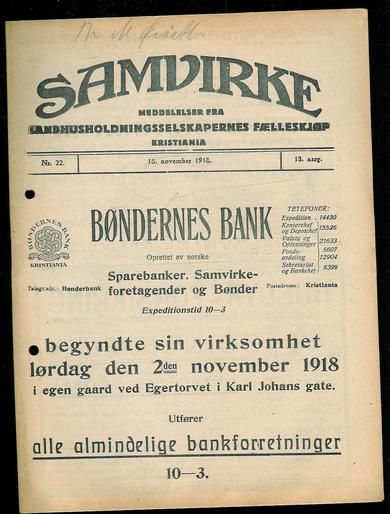 SAMVIRKE
MEDDELELSER FRA
LANDHUSHOLDNINGSSELSKAPERNES FÆLLESKJØP
KRISTIANIA
Nr. 22. 15. november 1918. 13. aarg.
BØNDERNES BANK
KRISTIANIA
BØNDERNES BANK
Oprettet av norske
Sparebanker, Samvirke-
foretagender og Bønder
Telegr.adr.: Bønderbank
Postadresse: Kristiania
Expeditionstid 10—3
TELEFONER:
Expedition . 14430
Kontorchef og Depotchef 15526
Valuta og Oplysninger 21633
Fonds- 5607
avdeling 12904
Sekretariat og Bankchef 6399
begyndte sin virksomhet
lørdag den 2den november 1918
i egen gaard ved Egertorvet i Karl Johans gate.
Utfører
alle almindelige bankforretninger
10—3.